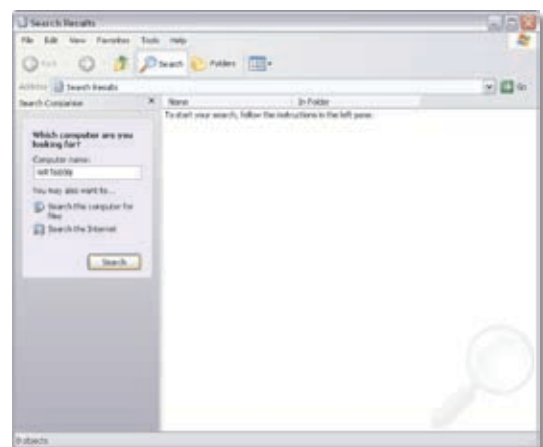 Search Results
File Edit View Favorites Tools Help
Back Search Folders
Address Search Results Go
Search Companion Name In Folder
To start your search, follow the instructions in the left pane.
Which computer are you
looking for?
Computer name:
You may also want to...
Search this computer for
files
Search the Internet
Search
0 objects